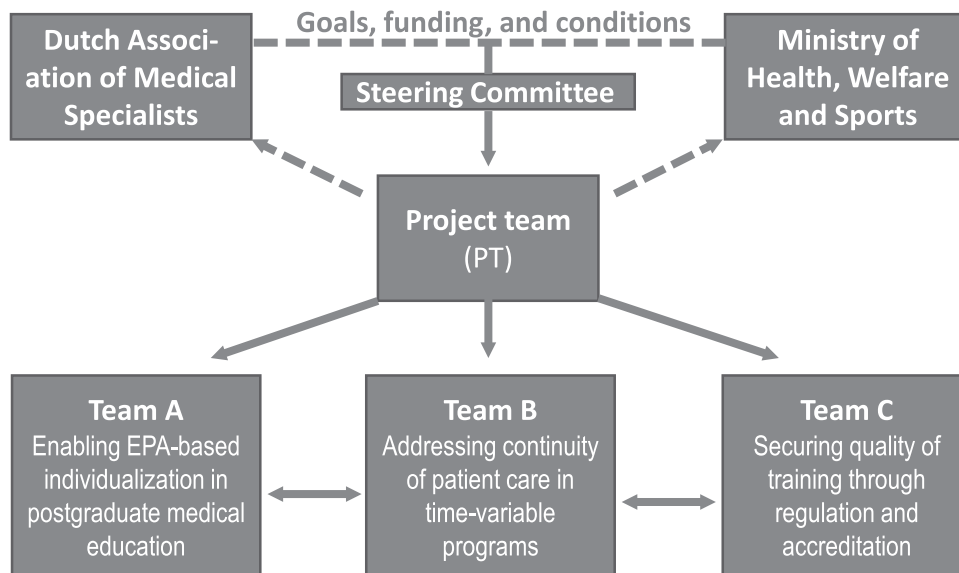 Goals, funding, and conditions
Dutch Associ-
ation of Medical
Specialists
Ministry of
Health, Welfare
and Sports
Steering Committee
Project team
(PT)
Team A
Enabling EPA-based
individualization in
postgraduate medical
education
Team B
Addressing continuity
of patient care in
time-variable
programs
Team C
Securing quality of
training through
regulation and
accreditation